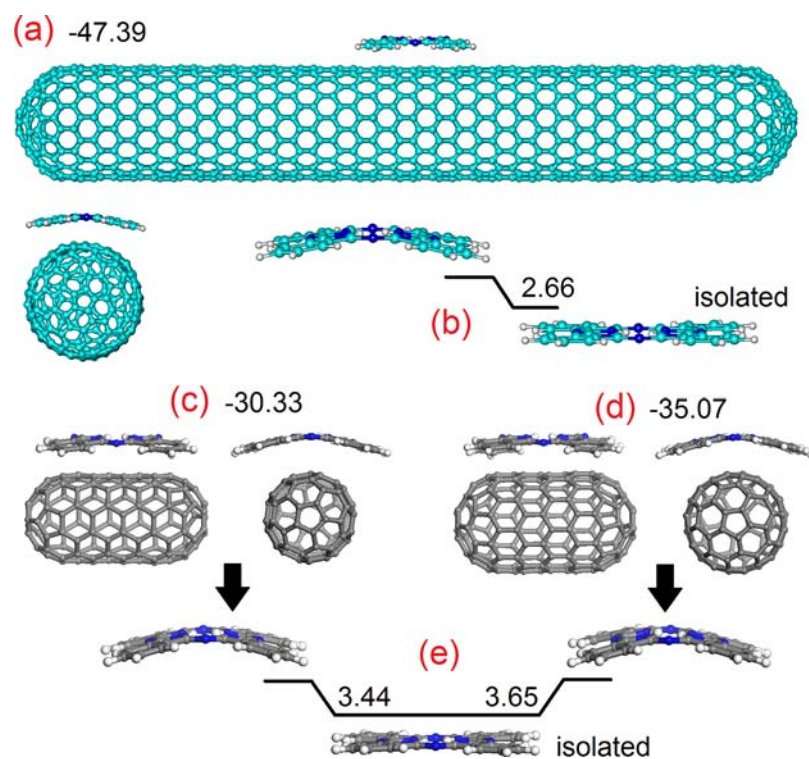 (a) -47.39
2.66
isolated
(b)
(c) -30.33
(d) -35.07
(e)
3.44 3.65
isolated